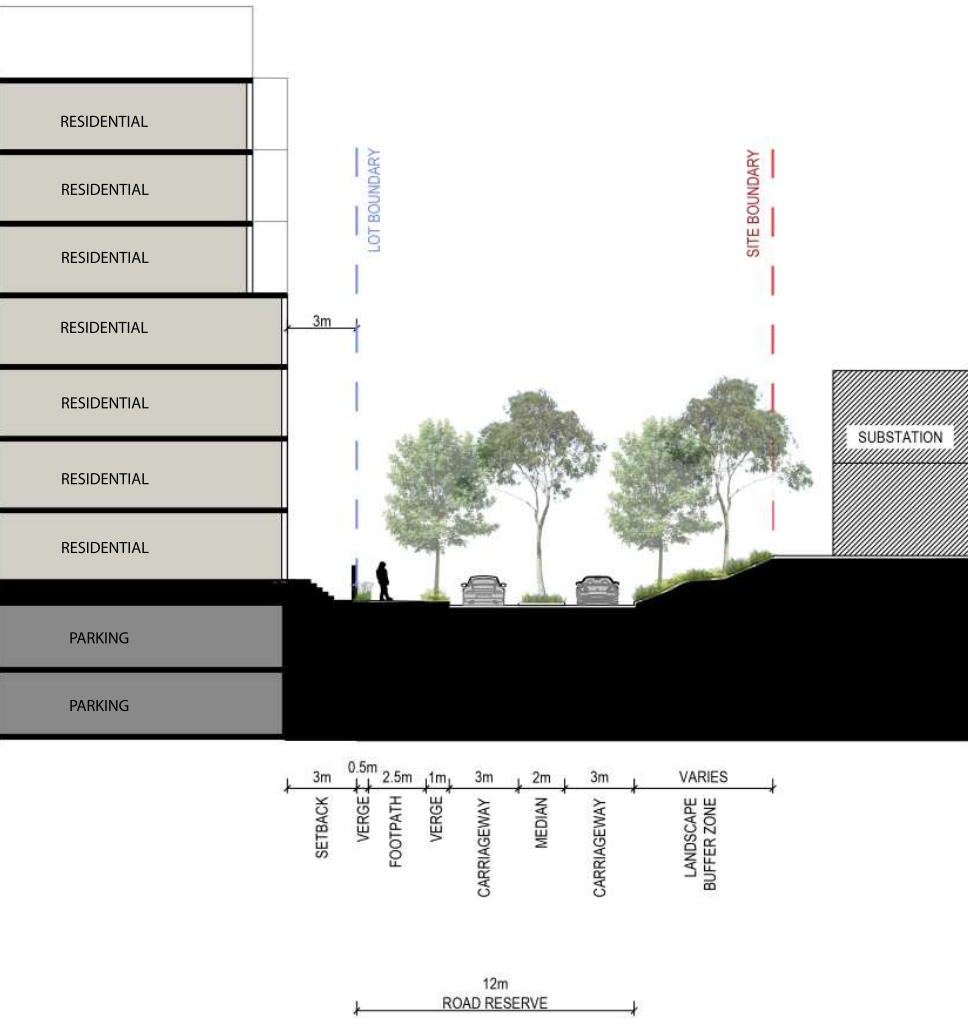 RESIDENTIAL
RESIDENTIAL
RESIDENTIAL
RESIDENTIAL
RESIDENTIAL
RESIDENTIAL
RESIDENTIAL
PARKING
PARKING
3m
LOT BOUNDARY
SITE BOUNDARY
SUBSTATION
3m
0.5m
2.5m
1m
3m
2m
3m
VARIES
SETBACK
VERGE
FOOTPATH
VERGE
CARRIAGEWAY
MEDIAN
CARRIAGEWAY
LANDSCAPE
BUFFER ZONE
12m
ROAD RESERVE